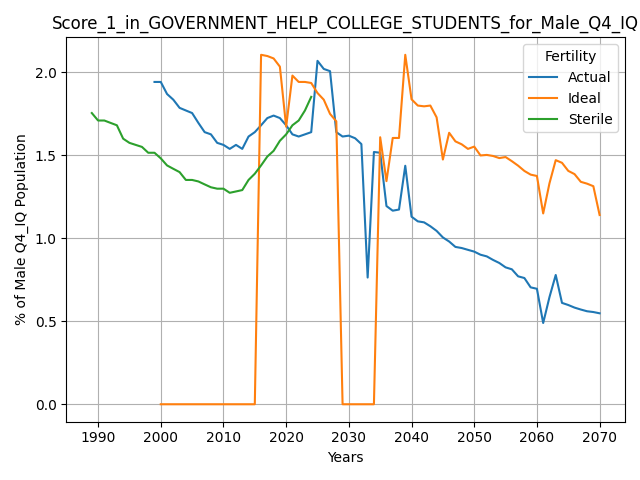 Score_1_in_GOVERNMENT_HELP_COLLEGE_STUDENTS_for_Male_Q4_IQ
Fertility
Actual
Ideal
Sterile
% of Male Q4_IQ Population
2.0
1.5
1.0
0.5
0.0
1990 2000 2010 2020 2030 2040 2050 2060 2070
Years